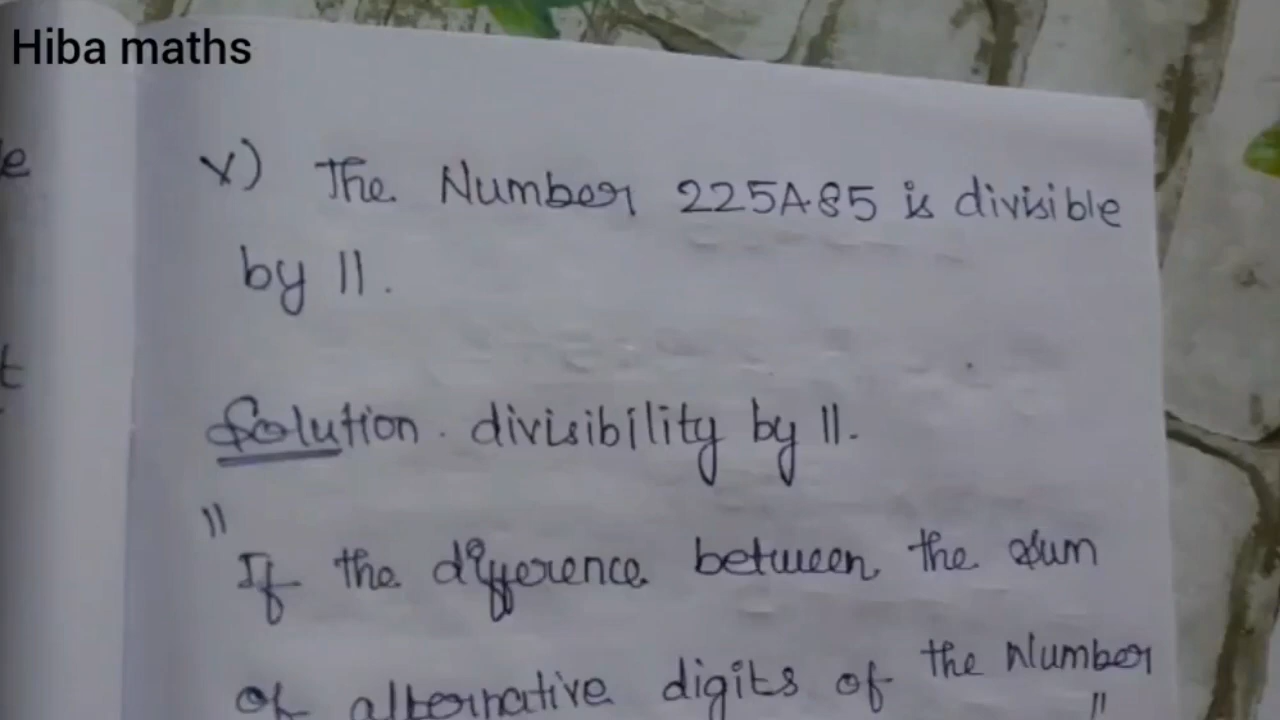 Hiba maths
e
v) The Number 225A85 is divisible
by 11.
t
Solution. divisibility by 11.
"If the difference between the sum
of alternative digits of the Number"